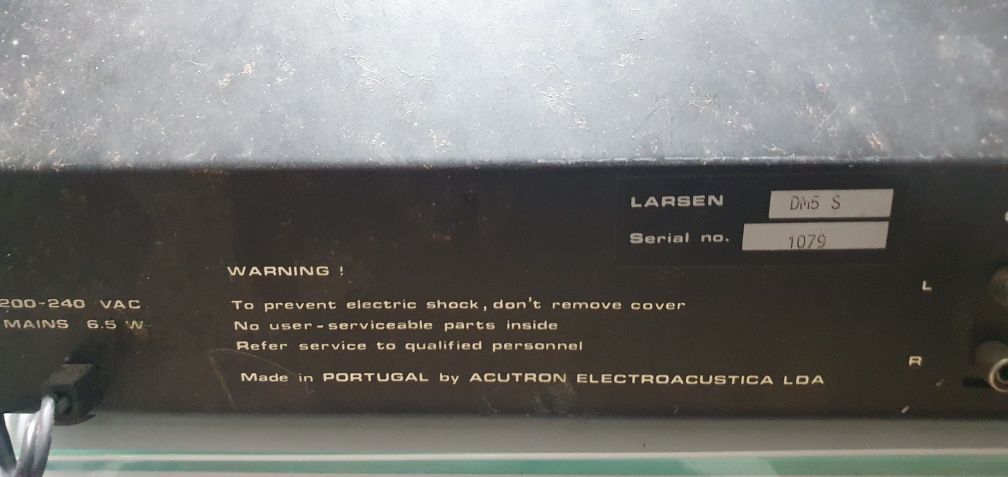 LARSEN DM5 S
Serial no. 1079
WARNING !
200-240 VAC
MAINS 6.5 W
To prevent electric shock, don't remove cover
No user-serviceable parts inside
Refer service to qualified personnel
Made in PORTUGAL by ACUTRON ELECTROACUSTICA LDA
L
R